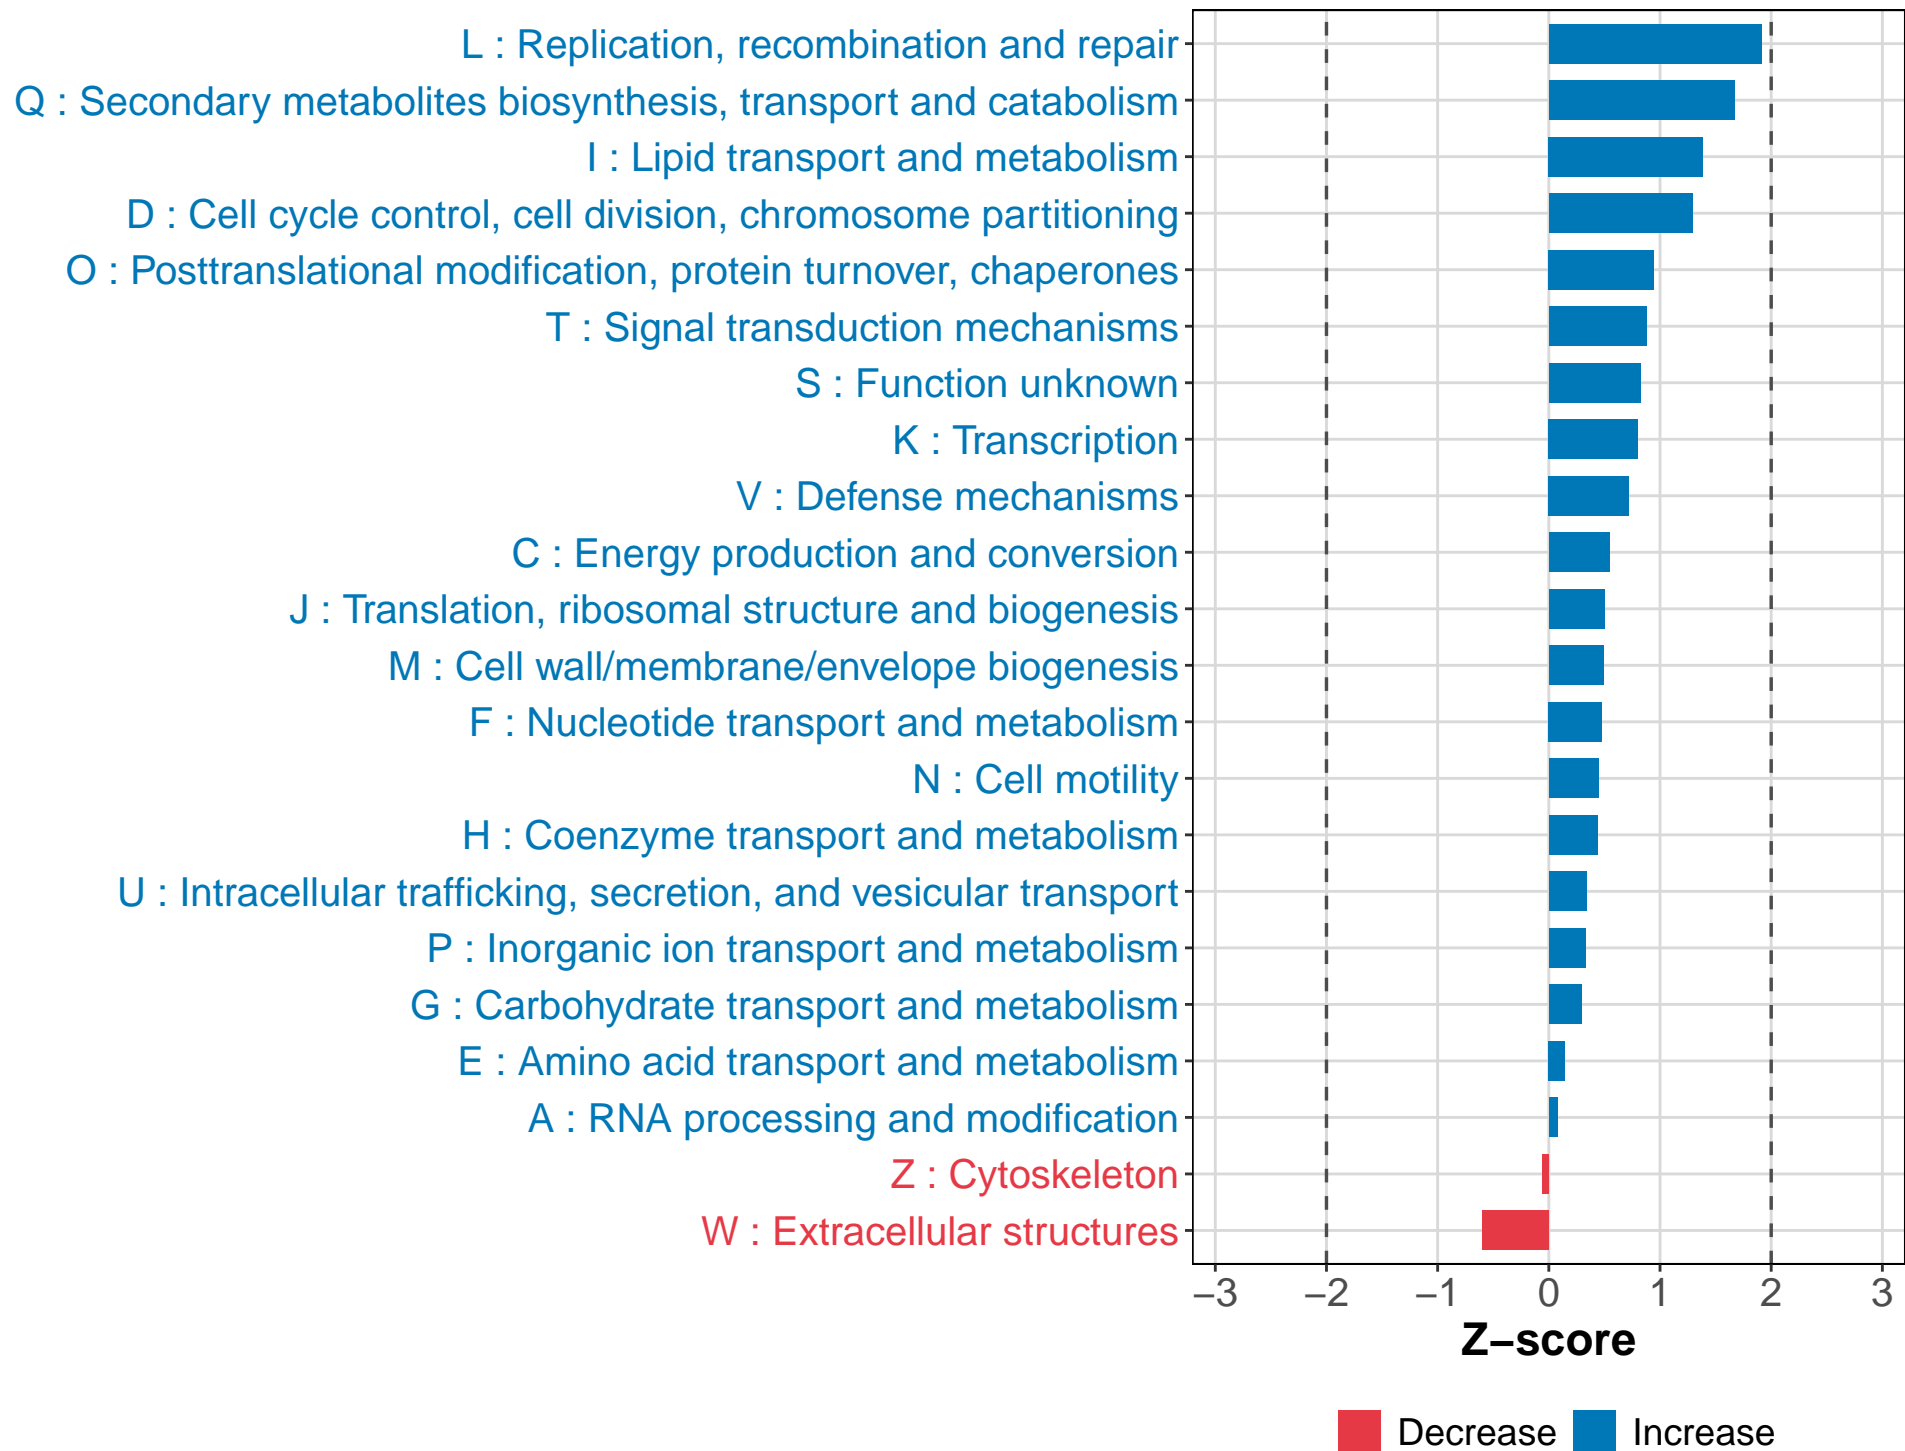 L : Replication, recombination and repair
Q : Secondary metabolites biosynthesis, transport and catabolism
I : Lipid transport and metabolism
D : Cell cycle control, cell division, chromosome partitioning
O : Posttranslational modification, protein turnover, chaperones
T : Signal transduction mechanisms
S : Function unknown
K : Transcription
V : Defense mechanisms
C : Energy production and conversion
J : Translation, ribosomal structure and biogenesis
M : Cell wall/membrane/envelope biogenesis
F : Nucleotide transport and metabolism
N : Cell motility
H : Coenzyme transport and metabolism
U : Intracellular trafficking, secretion, and vesicular transport
P : Inorganic ion transport and metabolism
G : Carbohydrate transport and metabolism
E : Amino acid transport and metabolism
A : RNA processing and modification
Z : Cytoskeleton
W : Extracellular structures
−3 −2 −1 0 1 2 3
Z−score
Decrease Increase